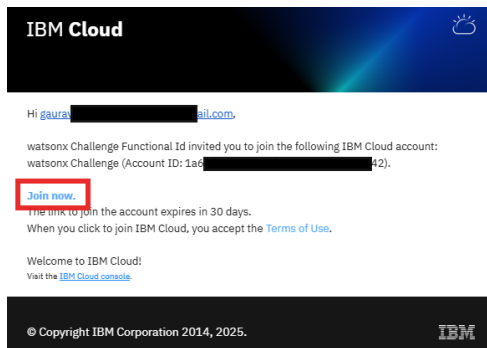 IBM Cloud
Hi gaurav ail.com,
watsonx Challenge Functional Id invited you to join the following IBM Cloud account:
watsonx Challenge (Account ID: 1a6 42).
Join now.
The link to join the account expires in 30 days.
When you click to join IBM Cloud, you accept the Terms of Use.
Welcome to IBM Cloud!
Visit the IBM Cloud console.
© Copyright IBM Corporation 2014, 2025.
IBM